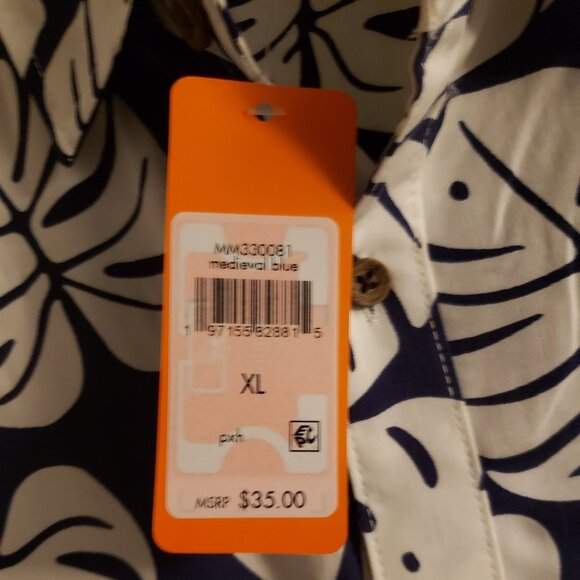 MM330081
medieval blue
1 97155 82881 5
XL
pxh
MSRP $35.00